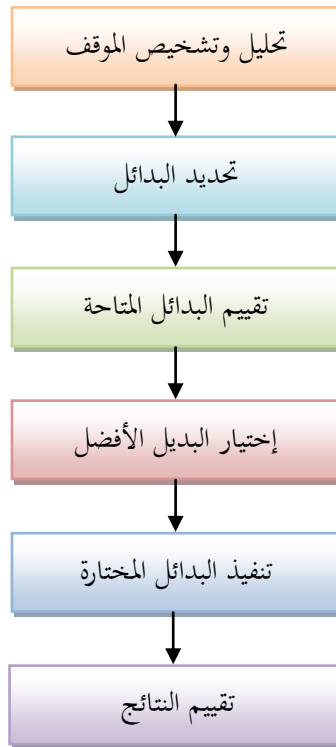 تحليل وتشخيص الموقف
تحديد البدائل
تقييم البدائل المتاحة
إختيار البديل الأفضل
تنفيذ البدائل المختارة
تقييم النتائج